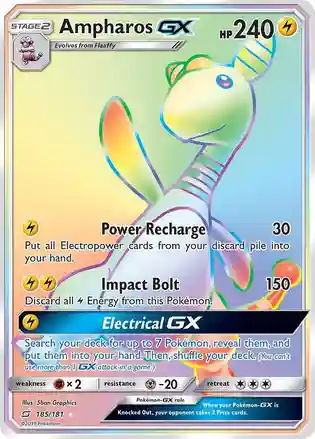 STAGE 2 Ampharos GX HP 240
Evolves from Flaaffy
Power Recharge 30
Put all Electropower cards from your discard pile into
your hand.
Impact Bolt 150
Discard all Energy from this Pokémon.
Electrical GX
Search your deck for up to 7 Pokémon, reveal them, and
put them into your hand. Then, shuffle your deck. (You can't
use more than 1 GX attack in a game.)
weakness × 2 resistance -20 retreat
Pokémon-GX rule
When your Pokémon-GX is
Knocked Out, your opponent takes 2 Prize cards.
Illus. 5ban Graphics
185/181
©2019 Pokémon